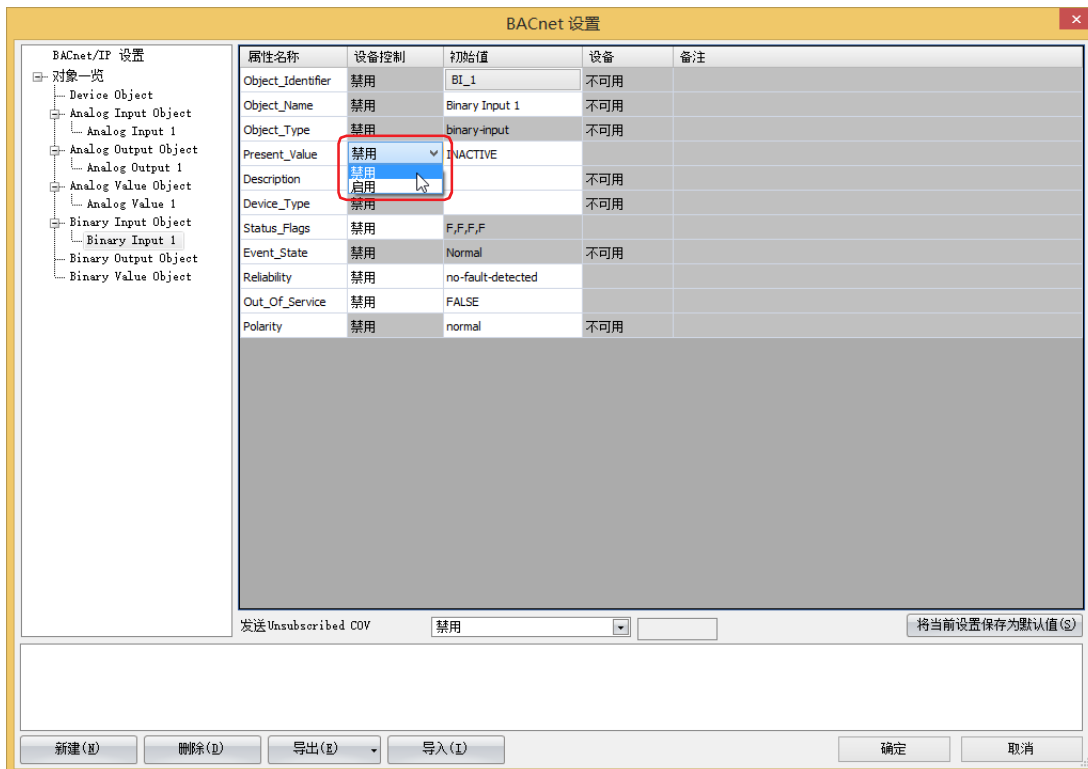 BACnet 设置
BACnet/IP 设置
对象一览
Device Object
Analog Input Object
Analog Input 1
Analog Output Object
Analog Output 1
Analog Value Object
Analog Value 1
Binary Input Object
Binary Input 1
Binary Output Object
Binary Value Object
属性名称 设备控制 初始值 设备 备注
Object_Identifier 禁用 BI_1 不可用
Object_Name 禁用 Binary Input 1 不可用
Object_Type 禁用 binary-input 不可用
Present_Value 禁用 INACTIVE
禁用
启用
Description 不可用
Device_Type 禁用 不可用
Status_Flags 禁用 F,F,F,F
Event_State 禁用 Normal 不可用
Reliability 禁用 no-fault-detected
Out_Of_Service 禁用 FALSE
Polarity 禁用 normal 不可用
发送Unsubscribed COV 禁用 将当前设置保存为默认值(S)
新建(N) 删除(D) 导出(E) 导入(I) 确定 取消